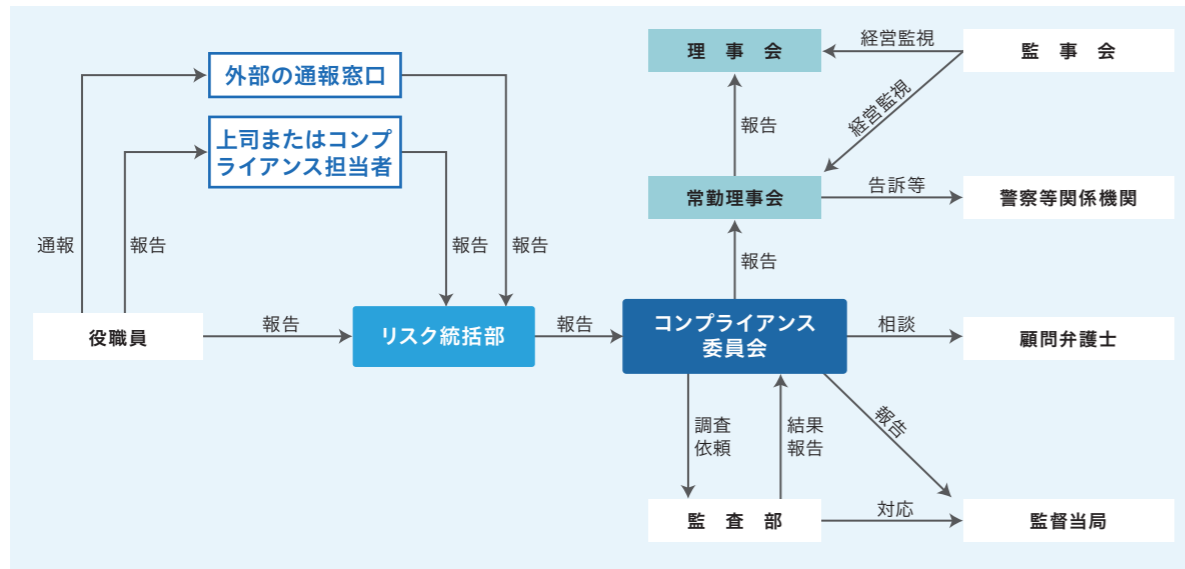 理事会
経営監視
監事会
外部の通報窓口
経営監視
報告
上司またはコンプ
ライアンス担当者
常勤理事会
告訴等
警察等関係機関
通報
報告
報告
報告
報告
役職員
報告
リスク統括部
報告
コンプライアンス
委員会
相談
顧問弁護士
調査
依頼
結果
報告
報告
監査部
対応
監督当局